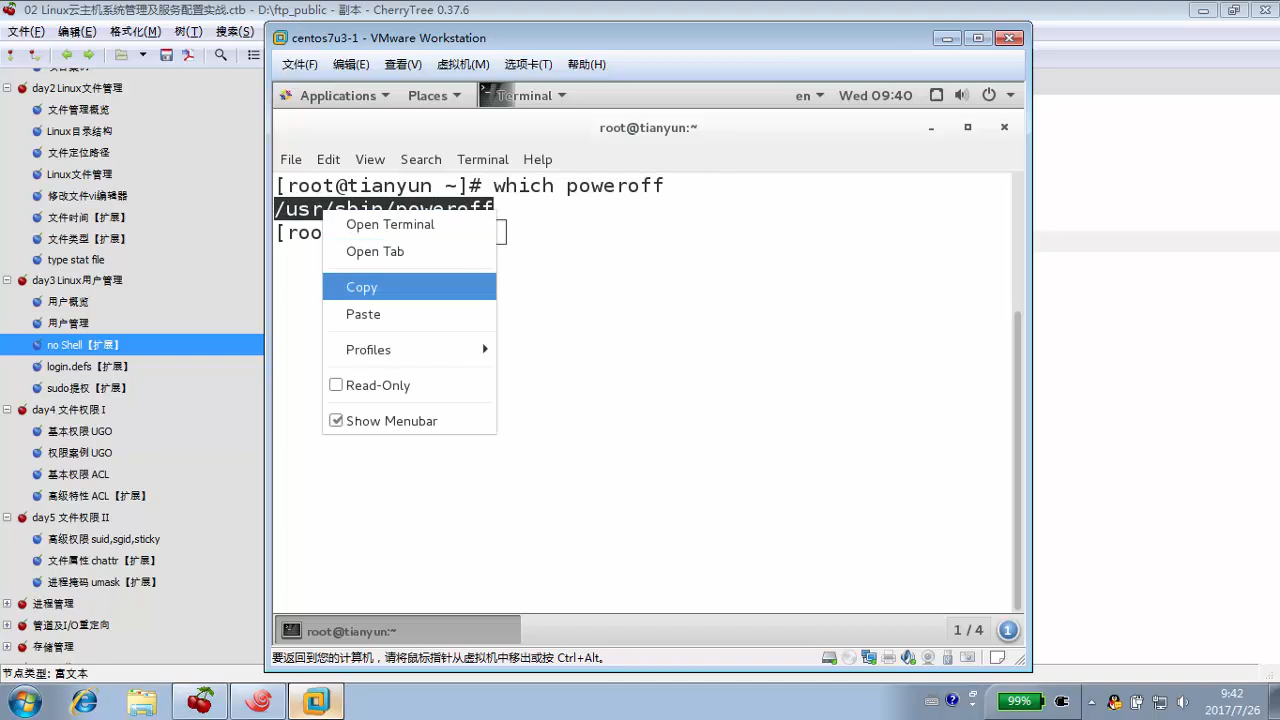 02 Linux云主机系统管理及服务配置实战.ctb - D:\ftp_public - 副本 - CherryTree 0.37.6
文件(F) 编辑(E) 格式化(M) 树(T) 搜索(S)
day2 Linux文件管理
文件管理概览
Linux目录结构
文件定位路径
Linux文件管理
修改文件vi编辑器
文件时间【扩展】
文件类型【扩展】
type stat file
day3 Linux用户管理
用户概览
用户管理
no Shell【扩展】
login.defs【扩展】
sudo提权【扩展】
day4 文件权限 I
基本权限 UGO
权限案例 UGO
基本权限 ACL
高级特性 ACL【扩展】
day5 文件权限 II
高级权限 suid,sgid,sticky
文件属性 chattr【扩展】
进程掩码 umask【扩展】
进程管理
管道及I/O重定向
存储管理
节点类型: 富文本
centos7u3-1 - VMware Workstation
文件(F) 编辑(E) 查看(V) 虚拟机(M) 选项卡(T) 帮助(H)
Applications Places Terminal en Wed 09:40
root@tianyun:~
File Edit View Search Terminal Help
[root@tianyun ~]# which poweroff
/usr/sbin/poweroff
[roo
Open Terminal
Open Tab
Copy
Paste
Profiles
Read-Only
Show Menubar
root@tianyun:~ 1 / 4 1
要返回到您的计算机，请将鼠标指针从虚拟机中移出或按 Ctrl+Alt。
99%
9:42
2017/7/26